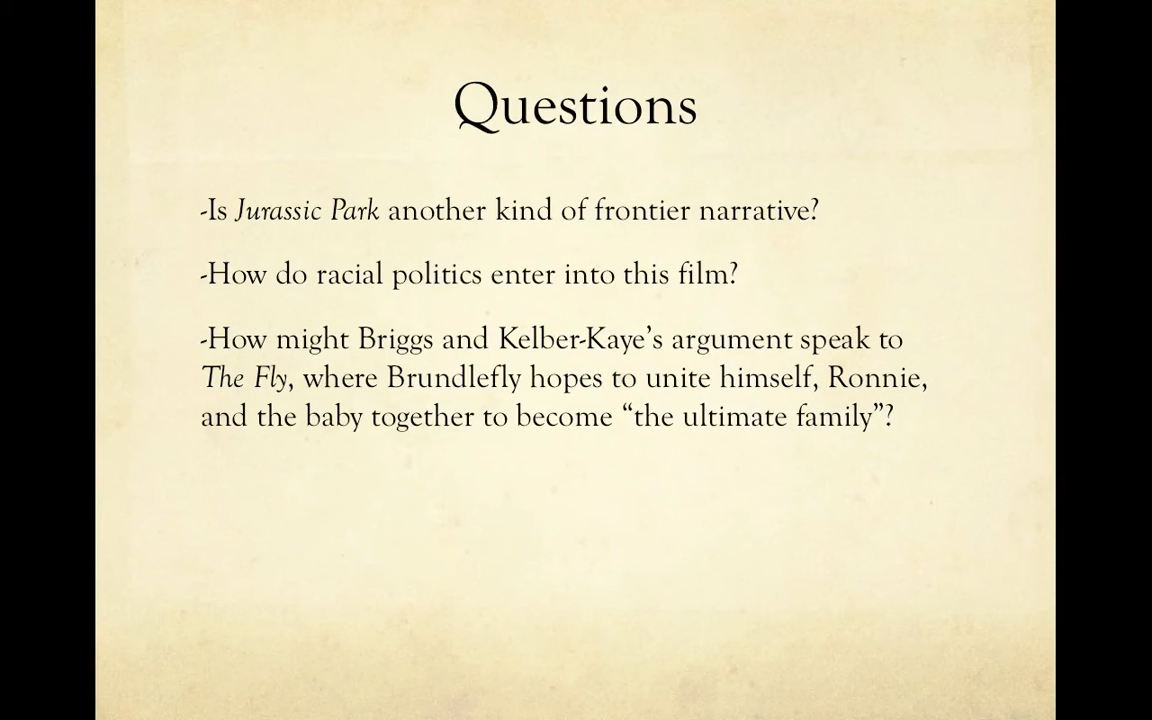 Questions
-Is Jurassic Park another kind of frontier narrative?
-How do racial politics enter into this film?
-How might Briggs and Kelber-Kaye’s argument speak to
The Fly, where Brundlefly hopes to unite himself, Ronnie,
and the baby together to become “the ultimate family”?